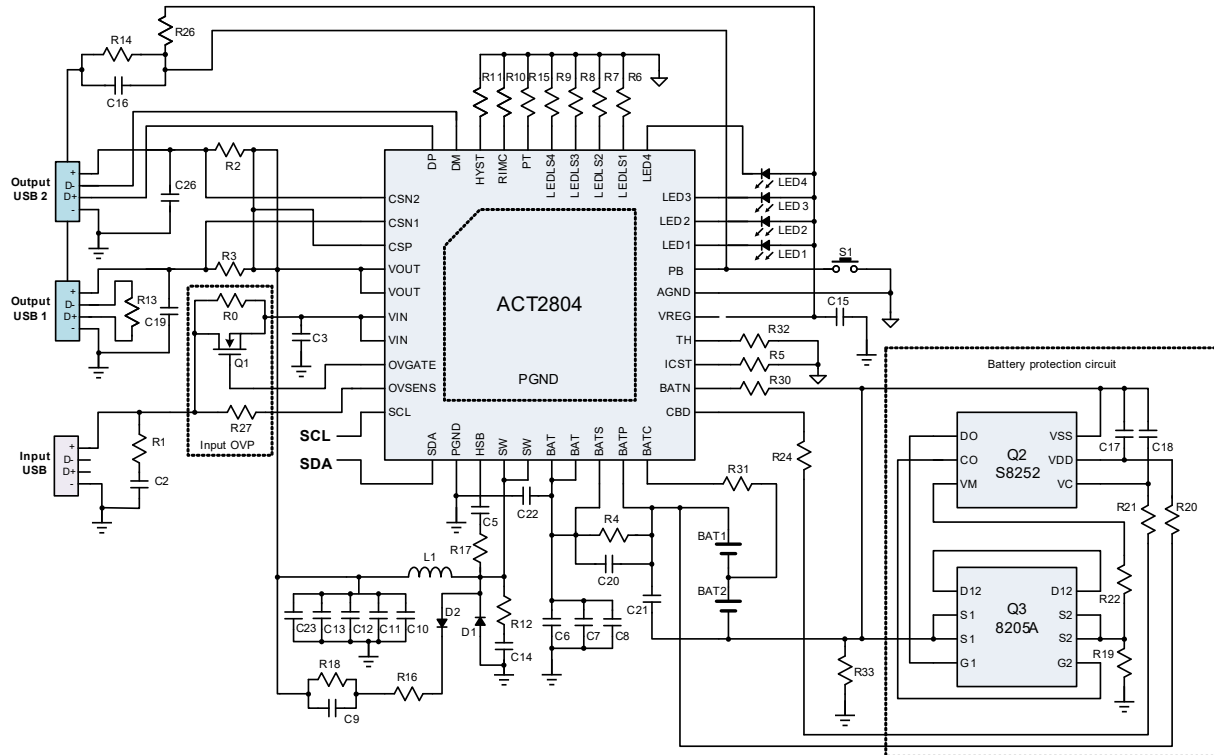 R26
R14
C16
R11
R10
R15
R9
R8
R7
R6
DP
DM
HYST
RIMC
PT
LEDLS4
LEDLS3
LEDLS2
LEDLS1
LED4
R2
C26
Output
USB 2
+
D-
D+
-
CSN2
CSN1
CSP
VOUT
VOUT
VIN
VIN
OVGATE
OVSENS
SCL
LED3
LED2
LED1
PB
AGND
VREG
TH
ICST
BATN
CBD
LED4
LED3
LED2
LED1
S1
C15
R3
Output
USB 1
+
D-
D+
-
R13
C19
R0
Q1
C3
ACT2804
PGND
R32
R5
R30
R27
Input OVP
Input
USB
+
D-
D+
-
R1
C2
SCL
SDA
SDA
PGND
HSB
SW
SW
BAT
BAT
BATS
BATP
BATC
R24
R31
C22
C5
R17
R4
C20
BAT1
BAT2
C21
L1
C23
C13
C12
C11
C10
D2
D1
R12
C14
C6
C7
C8
R18
C9
R16
R33
Battery protection circuit
DO
CO
VM
Q2
S8252
VSS
VDD
VC
C17
C18
R21
R20
D12
S1
S1
G1
Q3
8205A
D12
S2
S2
G2
R22
R19